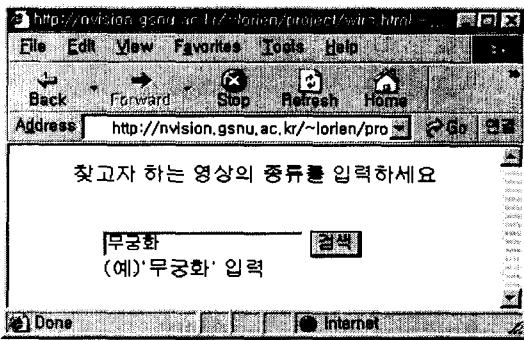 http://nvision.gsnu.ac.kr/~lorien/project/wire.html - ...
File Edit View Favorites Tools Help
Back Forward Stop Refresh Home
Address http://nvision.gsnu.ac.kr/~lorien/pro Go 연결
찾고자 하는 영상의 종류를 입력하세요
무궁화 검색
(예)'무궁화' 입력
Done Internet